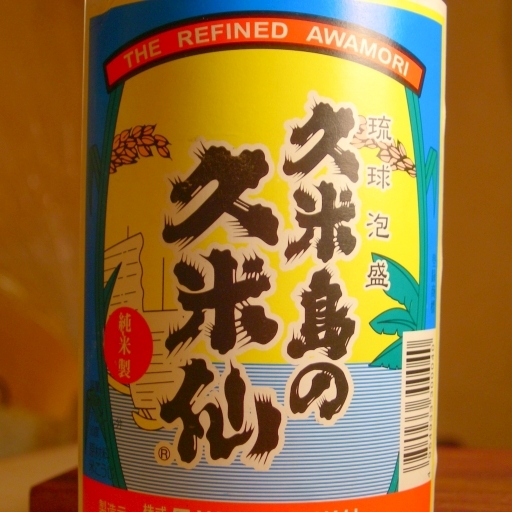 THE REFINED AWAMORI
琉球泡盛
久米島の
久米仙
®
純米製